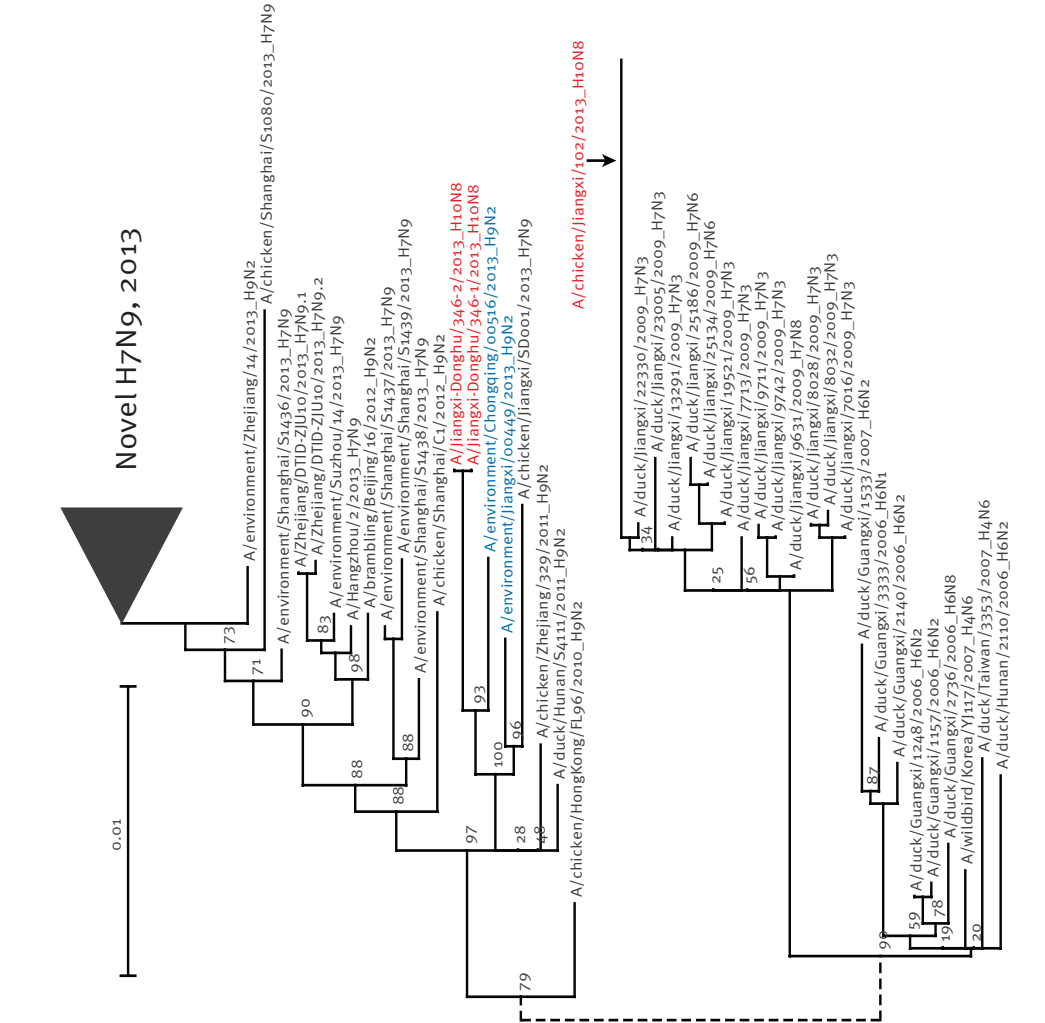 Novel H7N9, 2013
A/environment/Zhejiang/14/2013_H9N2
A/chicken/Shanghai/S1080/2013_H7N9
A/environment/Shanghai/S1436/2013_H7N9
A/Zhejiang/DTID-ZJU10/2013_H7N9.1
A/Zhejiang/DTID-ZJU10/2013_H7N9.2
A/environment/Suzhou/14/2013_H7N9
A/Hangzhou/2/2013_H7N9
A/brambling/Beijing/16/2012_H9N2
A/environment/Shanghai/S1437/2013_H7N9
A/environment/Shanghai/S1439/2013_H7N9
A/environment/Shanghai/S1438/2013_H7N9
A/chicken/Shanghai/C1/2012_H9N2
A/Jiangxi-Donghu/346-2/2013_H10N8
A/Jiangxi-Donghu/346-1/2013_H10N8
A/environment/Chongqing/00516/2013_H9N2
A/environment/Jiangxi/00449/2013_H9N2
A/chicken/Jiangxi/SD001/2013_H7N9
A/chicken/Zhejiang/329/2011_H9N2
A/duck/Hunan/S4111/2011_H9N2
A/chicken/HongKong/FL96/2010_H9N2
A/chicken/Jiangxi/102/2013_H10N8
A/duck/Jiangxi/22330/2009_H7N3
A/duck/Jiangxi/23005/2009_H7N3
A/duck/Jiangxi/13291/2009_H7N3
A/duck/Jiangxi/25186/2009_H7N6
A/duck/Jiangxi/25134/2009_H7N6
A/duck/Jiangxi/19521/2009_H7N3
A/duck/Jiangxi/7713/2009_H7N3
A/duck/Jiangxi/9711/2009_H7N3
A/duck/Jiangxi/9742/2009_H7N3
A/duck/Jiangxi/9631/2009_H7N8
A/duck/Jiangxi/8028/2009_H7N3
A/duck/Jiangxi/8032/2009_H7N3
A/duck/Jiangxi/7016/2009_H7N3
A/duck/Guangxi/1533/2007_H6N2
A/duck/Guangxi/3333/2006_H6N1
A/duck/Guangxi/2140/2006_H6N2
A/duck/Guangxi/1248/2006_H6N2
A/duck/Guangxi/1157/2006_H6N2
A/duck/Guangxi/2736/2006_H6N8
A/wildbird/Korea/YJ117/2007_H4N6
A/duck/Taiwan/3353/2007_H4N6
A/duck/Hunan/2110/2006_H6N2
0.01
73
71
83
98
90
88
88
88
93
100
96
97
28
48
79
34
25
56
87
59
78
19
20
90